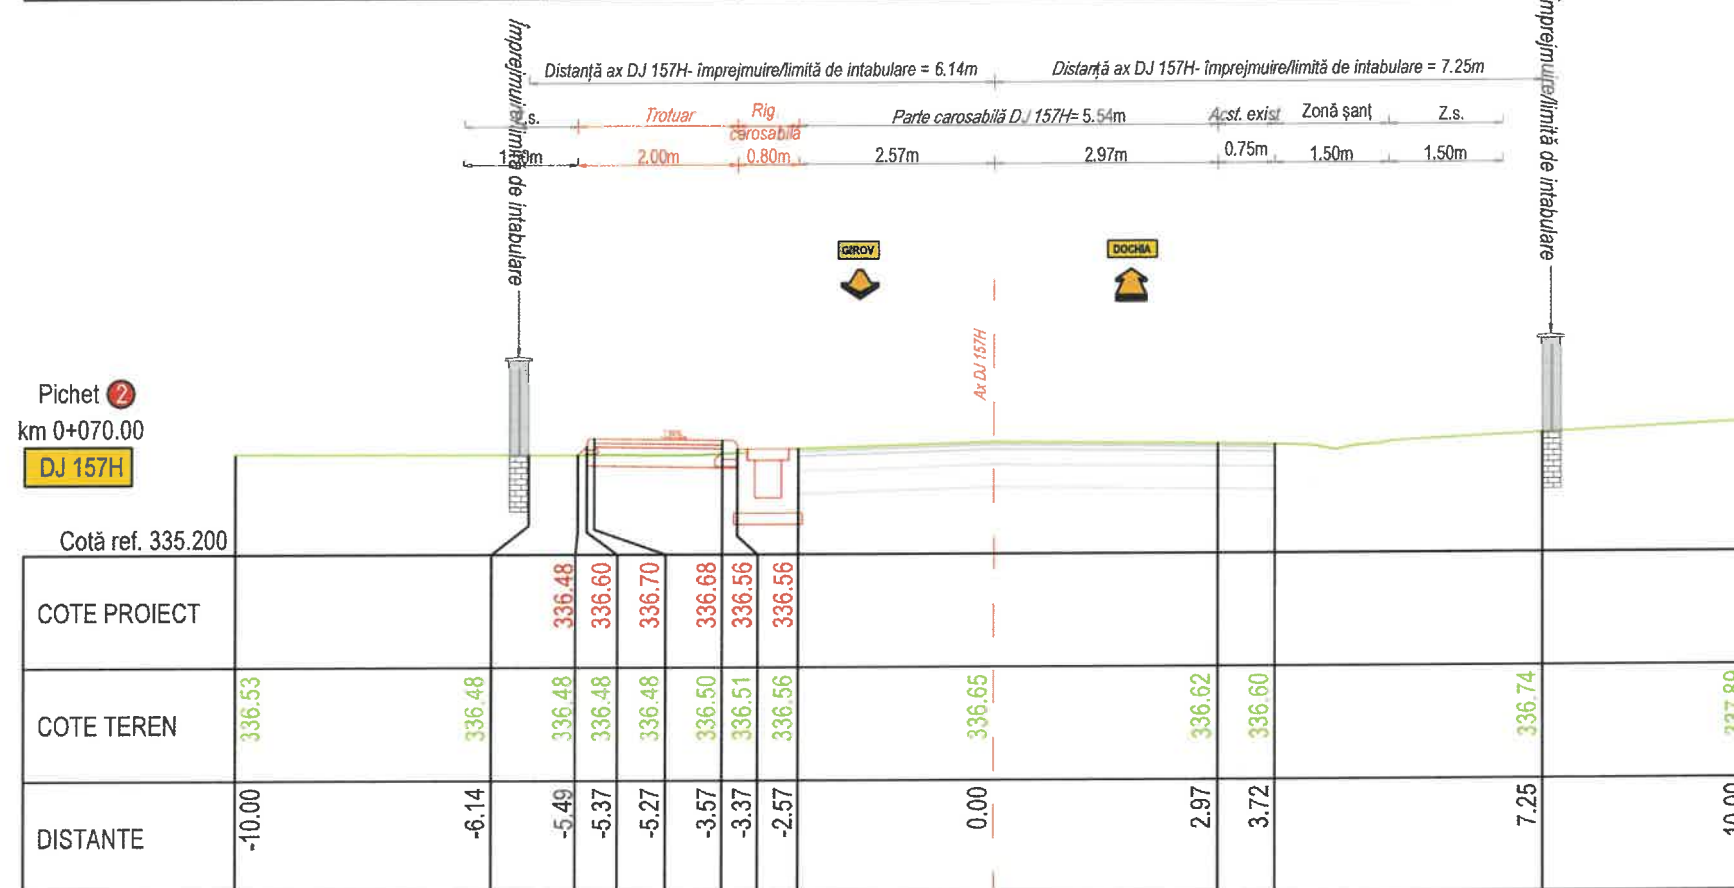 Împrejmuire/limită de intabulare
Distanţă ax DJ 157H- împrejmuire/limită de intabulare = 6.14m
Distanţă ax DJ 157H- împrejmuire/limită de intabulare = 7.25m
Împrejmuire/limită de intabulare
.s.
Trotuar
Rig
carosabilă
Parte carosabilă DJ 157H= 5.54m
Acst. exist
Zonă şanţ
Z.s.
2.00m
0.80m
2.57m
2.97m
0.75m
1.50m
1.50m
GIROV
DOCHIA
Ax DJ 157H
Pichet 2
km 0+070.00
DJ 157H
Cotă ref. 335.200
COTE PROIECT
336.48
336.60
336.70
336.68
336.56
336.56
COTE TEREN
336.53
336.48
336.48
336.48
336.48
336.50
336.51
336.56
336.65
336.62
336.60
336.74
337.89
DISTANTE
-10.00
-6.14
-5.49
-5.37
-5.27
-3.57
-3.37
-2.57
0.00
2.97
3.72
7.25
10.00